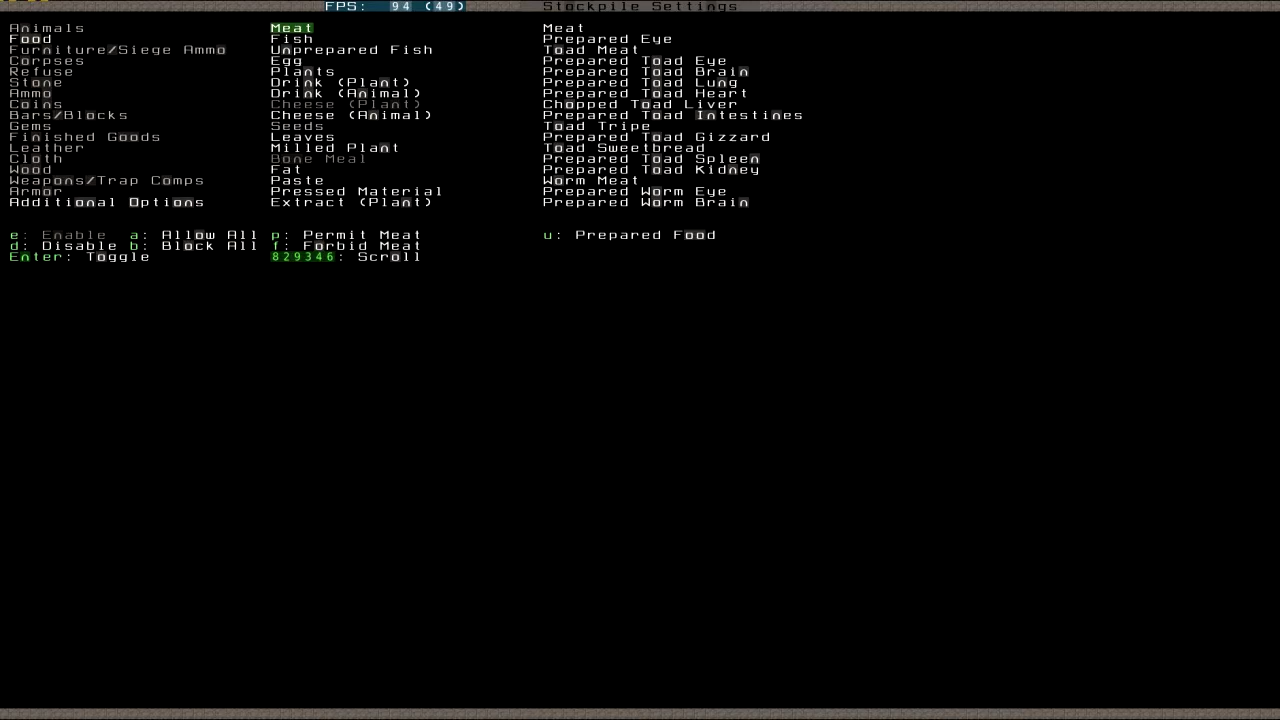 FPS: 94 (49) Stockpile Settings
Animals Meat Meat
Food Fish Prepared Eye
Furniture/Siege Ammo Unprepared Fish Toad Meat
Corpses Egg Prepared Toad Eye
Refuse Plants Prepared Toad Brain
Stone Drink (Plant) Prepared Toad Lung
Ammo Drink (Animal) Prepared Toad Heart
Coins Cheese (Plant) Chopped Toad Liver
Bars/Blocks Cheese (Animal) Prepared Toad Intestines
Gems Seeds Toad Tripe
Finished Goods Leaves Prepared Toad Gizzard
Leather Milled Plant Toad Sweetbread
Cloth Bone Meal Prepared Toad Spleen
Wood Fat Prepared Toad Kidney
Weapons/Trap Comps Paste Worm Meat
Armor Pressed Material Prepared Worm Eye
Additional Options Extract (Plant) Prepared Worm Brain
e: Enable a: Allow All p: Permit Meat u: Prepared Food
d: Disable b: Block All f: Forbid Meat
Enter: Toggle 829346: Scroll